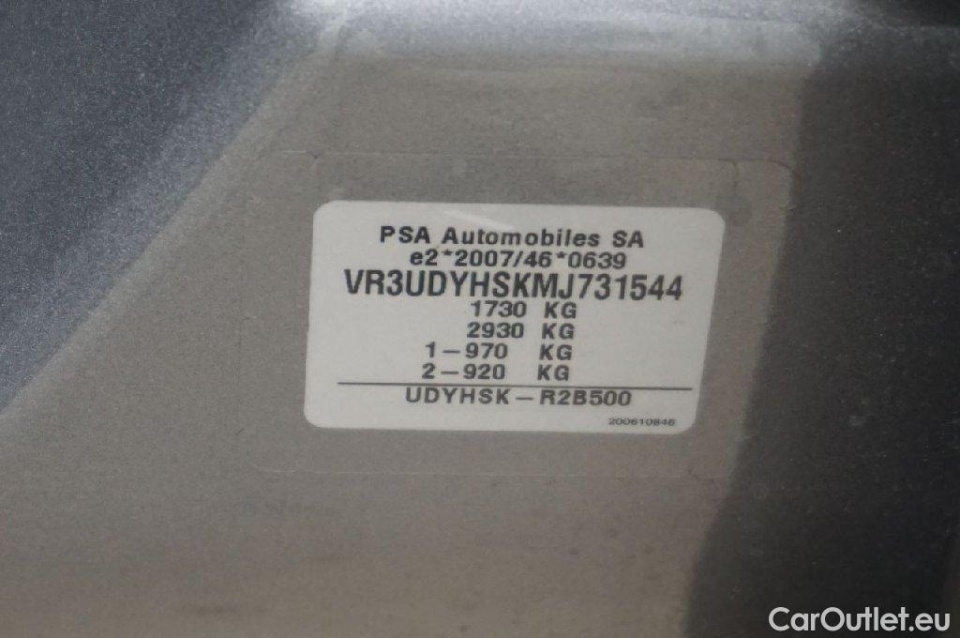 PSA Automobiles SA
e2*2007/46*0639
VR3UDYHSKMJ731544
1730 KG
2930 KG
1-970 KG
2-920 KG
UDYHSK-R2B500
200610846
CarOutlet.eu